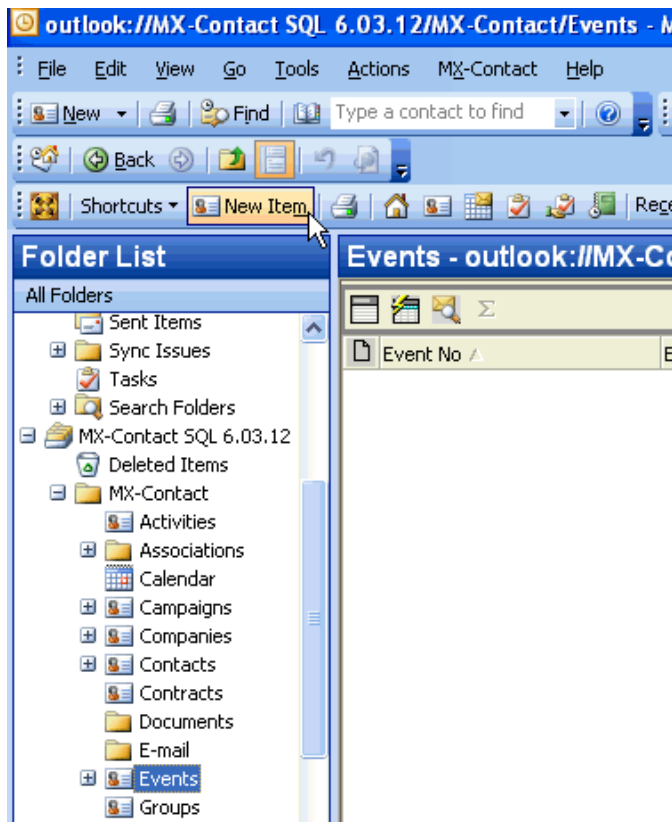 outlook://MX-Contact SQL 6.03.12/MX-Contact/Events - M
File Edit View Go Tools Actions MX-Contact Help
New Find Type a contact to find
Back
Shortcuts New Item Rece
Folder List Events - outlook://MX-Co
All Folders
Sent Items
Sync Issues Event No E
Tasks
Search Folders
MX-Contact SQL 6.03.12
Deleted Items
MX-Contact
Activities
Associations
Calendar
Campaigns
Companies
Contacts
Contracts
Documents
E-mail
Events
Groups